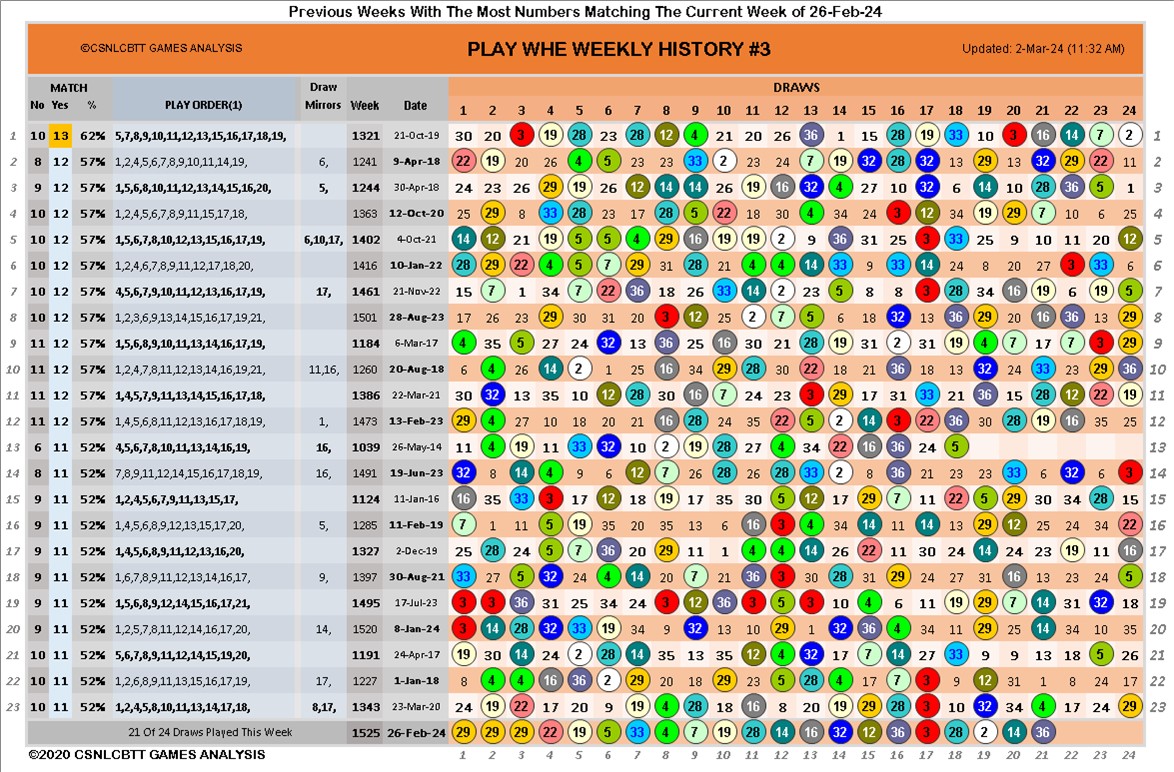 Previous Weeks With The Most Numbers Matching The Current Week of 26-Feb-24
©CSNLCBTT GAMES ANALYSIS PLAY WHE WEEKLY HISTORY #3 Updated: 2-Mar-24 (11:32 AM)
MATCH Draw DRAWS
No Yes % PLAY ORDER(1) Mirrors Week Date 1 2 3 4 5 6 7 8 9 10 11 12 13 14 15 16 17 18 19 20 21 22 23 24
1 10 13 62% 5,7,8,9,10,11,12,13,15,16,17,18,19, 1321 21-Oct-19 30 20 3 19 28 23 28 12 4 21 20 26 36 1 15 28 19 33 10 3 16 14 7 2 1
2 8 12 57% 1,2,4,5,6,7,8,9,10,11,14,19, 6, 1241 9-Apr-18 22 19 20 26 4 5 23 23 33 2 23 13 7 19 32 28 32 13 29 13 32 29 22 11 2
3 9 12 57% 1,5,6,8,10,11,12,13,14,15,16,20, 5, 1244 30-Apr-18 24 23 26 29 19 26 12 14 14 26 19 16 32 4 27 10 32 6 14 10 28 36 5 1 3
4 10 12 57% 1,2,4,5,6,7,8,9,11,15,17,18, 1363 12-Oct-20 25 29 8 33 28 23 17 28 5 22 18 30 4 34 24 3 12 34 19 29 7 10 6 25 4
5 10 12 57% 1,5,6,7,8,10,12,13,15,16,17,19, 6,10,17, 1402 4-Oct-21 14 12 21 19 5 5 4 29 16 19 19 2 9 36 31 25 3 33 25 9 10 11 20 12 5
6 10 12 57% 1,2,4,6,7,8,9,11,12,17,18,20, 1416 10-Jan-22 28 29 22 4 5 7 29 31 28 21 4 4 14 33 9 33 14 24 8 20 27 3 33 6 6
7 10 12 57% 4,5,6,7,9,10,11,12,13,16,17,19, 17, 1461 21-Nov-22 15 7 1 34 7 22 36 18 26 33 14 2 23 5 8 8 3 28 34 16 19 6 19 5 7
8 10 12 57% 1,2,3,6,9,13,14,15,16,17,19,21, 1501 28-Aug-23 17 26 23 29 30 31 20 3 12 25 2 7 5 6 18 32 13 36 29 20 16 36 13 29 8
9 11 12 57% 1,5,6,8,9,10,11,13,14,16,17,19, 1184 6-Mar-17 4 35 5 27 24 32 13 36 25 16 30 21 28 19 31 2 31 19 4 7 17 7 3 29 9
10 11 12 57% 1,2,4,7,8,11,12,14,15,16,19,21, 11,16, 1260 20-Aug-18 6 4 26 14 2 1 25 16 34 29 28 30 22 18 21 36 18 13 32 21 33 23 29 36 10
11 11 12 57% 1,4,5,7,9,11,12,13,15,16,17,18, 1386 22-Mar-21 30 32 13 35 10 12 28 30 16 7 24 23 3 29 17 31 33 21 36 15 28 12 22 19 11
12 11 12 57% 1,4,5,6,8,11,12,13,16,17,18,19, 1, 1473 13-Feb-23 29 4 27 10 18 20 21 16 28 31 6 22 5 2 14 3 22 36 30 28 19 16 35 25 12
13 6 11 52% 4,5,6,7,8,10,11,13,14,16,19, 16, 1039 26-May-14 11 4 19 11 33 32 10 2 19 28 27 4 34 22 16 36 24 5 13
14 8 11 52% 7,8,9,11,12,14,15,16,17,18,19, 16, 1491 19-Jun-23 32 8 14 4 9 6 12 7 26 28 26 28 33 2 8 36 21 23 23 33 6 32 6 3 14
15 9 11 52% 1,2,4,5,6,7,9,11,13,15,17, 1124 11-Jan-16 16 35 33 3 17 12 18 19 17 35 30 5 12 17 29 7 11 22 5 29 30 34 28 15 15
16 9 11 52% 1,4,5,6,8,9,12,13,15,17,20, 5, 1285 11-Feb-19 7 1 11 5 19 35 20 35 13 6 16 3 4 34 14 11 14 13 29 12 25 34 24 22 16
17 9 11 52% 1,4,5,6,8,9,11,12,13,16,20, 1327 2-Dec-19 25 28 24 5 7 36 20 29 11 1 4 4 14 26 22 11 30 24 14 24 23 19 11 16 17
18 9 11 52% 1,6,7,8,9,11,12,13,14,16,17, 9, 1397 30-Aug-21 33 27 5 32 24 4 14 20 7 21 36 3 30 28 31 29 24 31 31 16 13 23 24 5 18
19 9 11 52% 1,5,6,8,9,12,14,15,16,17,21, 1495 17-Jul-23 3 3 36 31 25 34 24 3 12 36 3 5 3 10 4 6 11 19 29 7 14 31 32 18 19
20 9 11 52% 1,2,5,7,8,11,12,14,16,17,20, 14, 1520 8-Jan-24 3 14 28 32 33 19 34 9 32 13 10 29 1 32 36 4 34 11 29 25 14 34 10 35 20
21 10 11 52% 5,6,7,8,9,11,12,14,15,19,20, 1191 24-Apr-17 19 30 14 24 2 28 14 35 13 35 12 4 32 17 7 14 27 33 9 9 13 18 5 26 21
22 10 11 52% 1,2,6,8,9,11,13,14,15,17,19, 17, 1227 1-Jan-18 8 4 4 16 36 2 29 20 18 29 23 5 28 22 17 7 3 9 12 31 8 24 17 17 22
23 10 11 52% 1,2,4,5,8,10,11,13,14,17,18, 8,17, 1343 23-Mar-20 24 19 22 17 20 9 19 4 28 18 16 8 20 19 29 28 3 10 32 34 4 24 24 29 23
21 Of 24 Draws Played This Week 1525 26-Feb-24 29 29 29 22 19 5 33 4 7 19 28 14 16 32 12 36 3 28 2 14 36
©2020 CSNLCBTT GAMES ANALYSIS 1 2 3 4 5 6 7 8 9 10 11 12 13 14 15 16 17 18 19 20 21 22 23 24